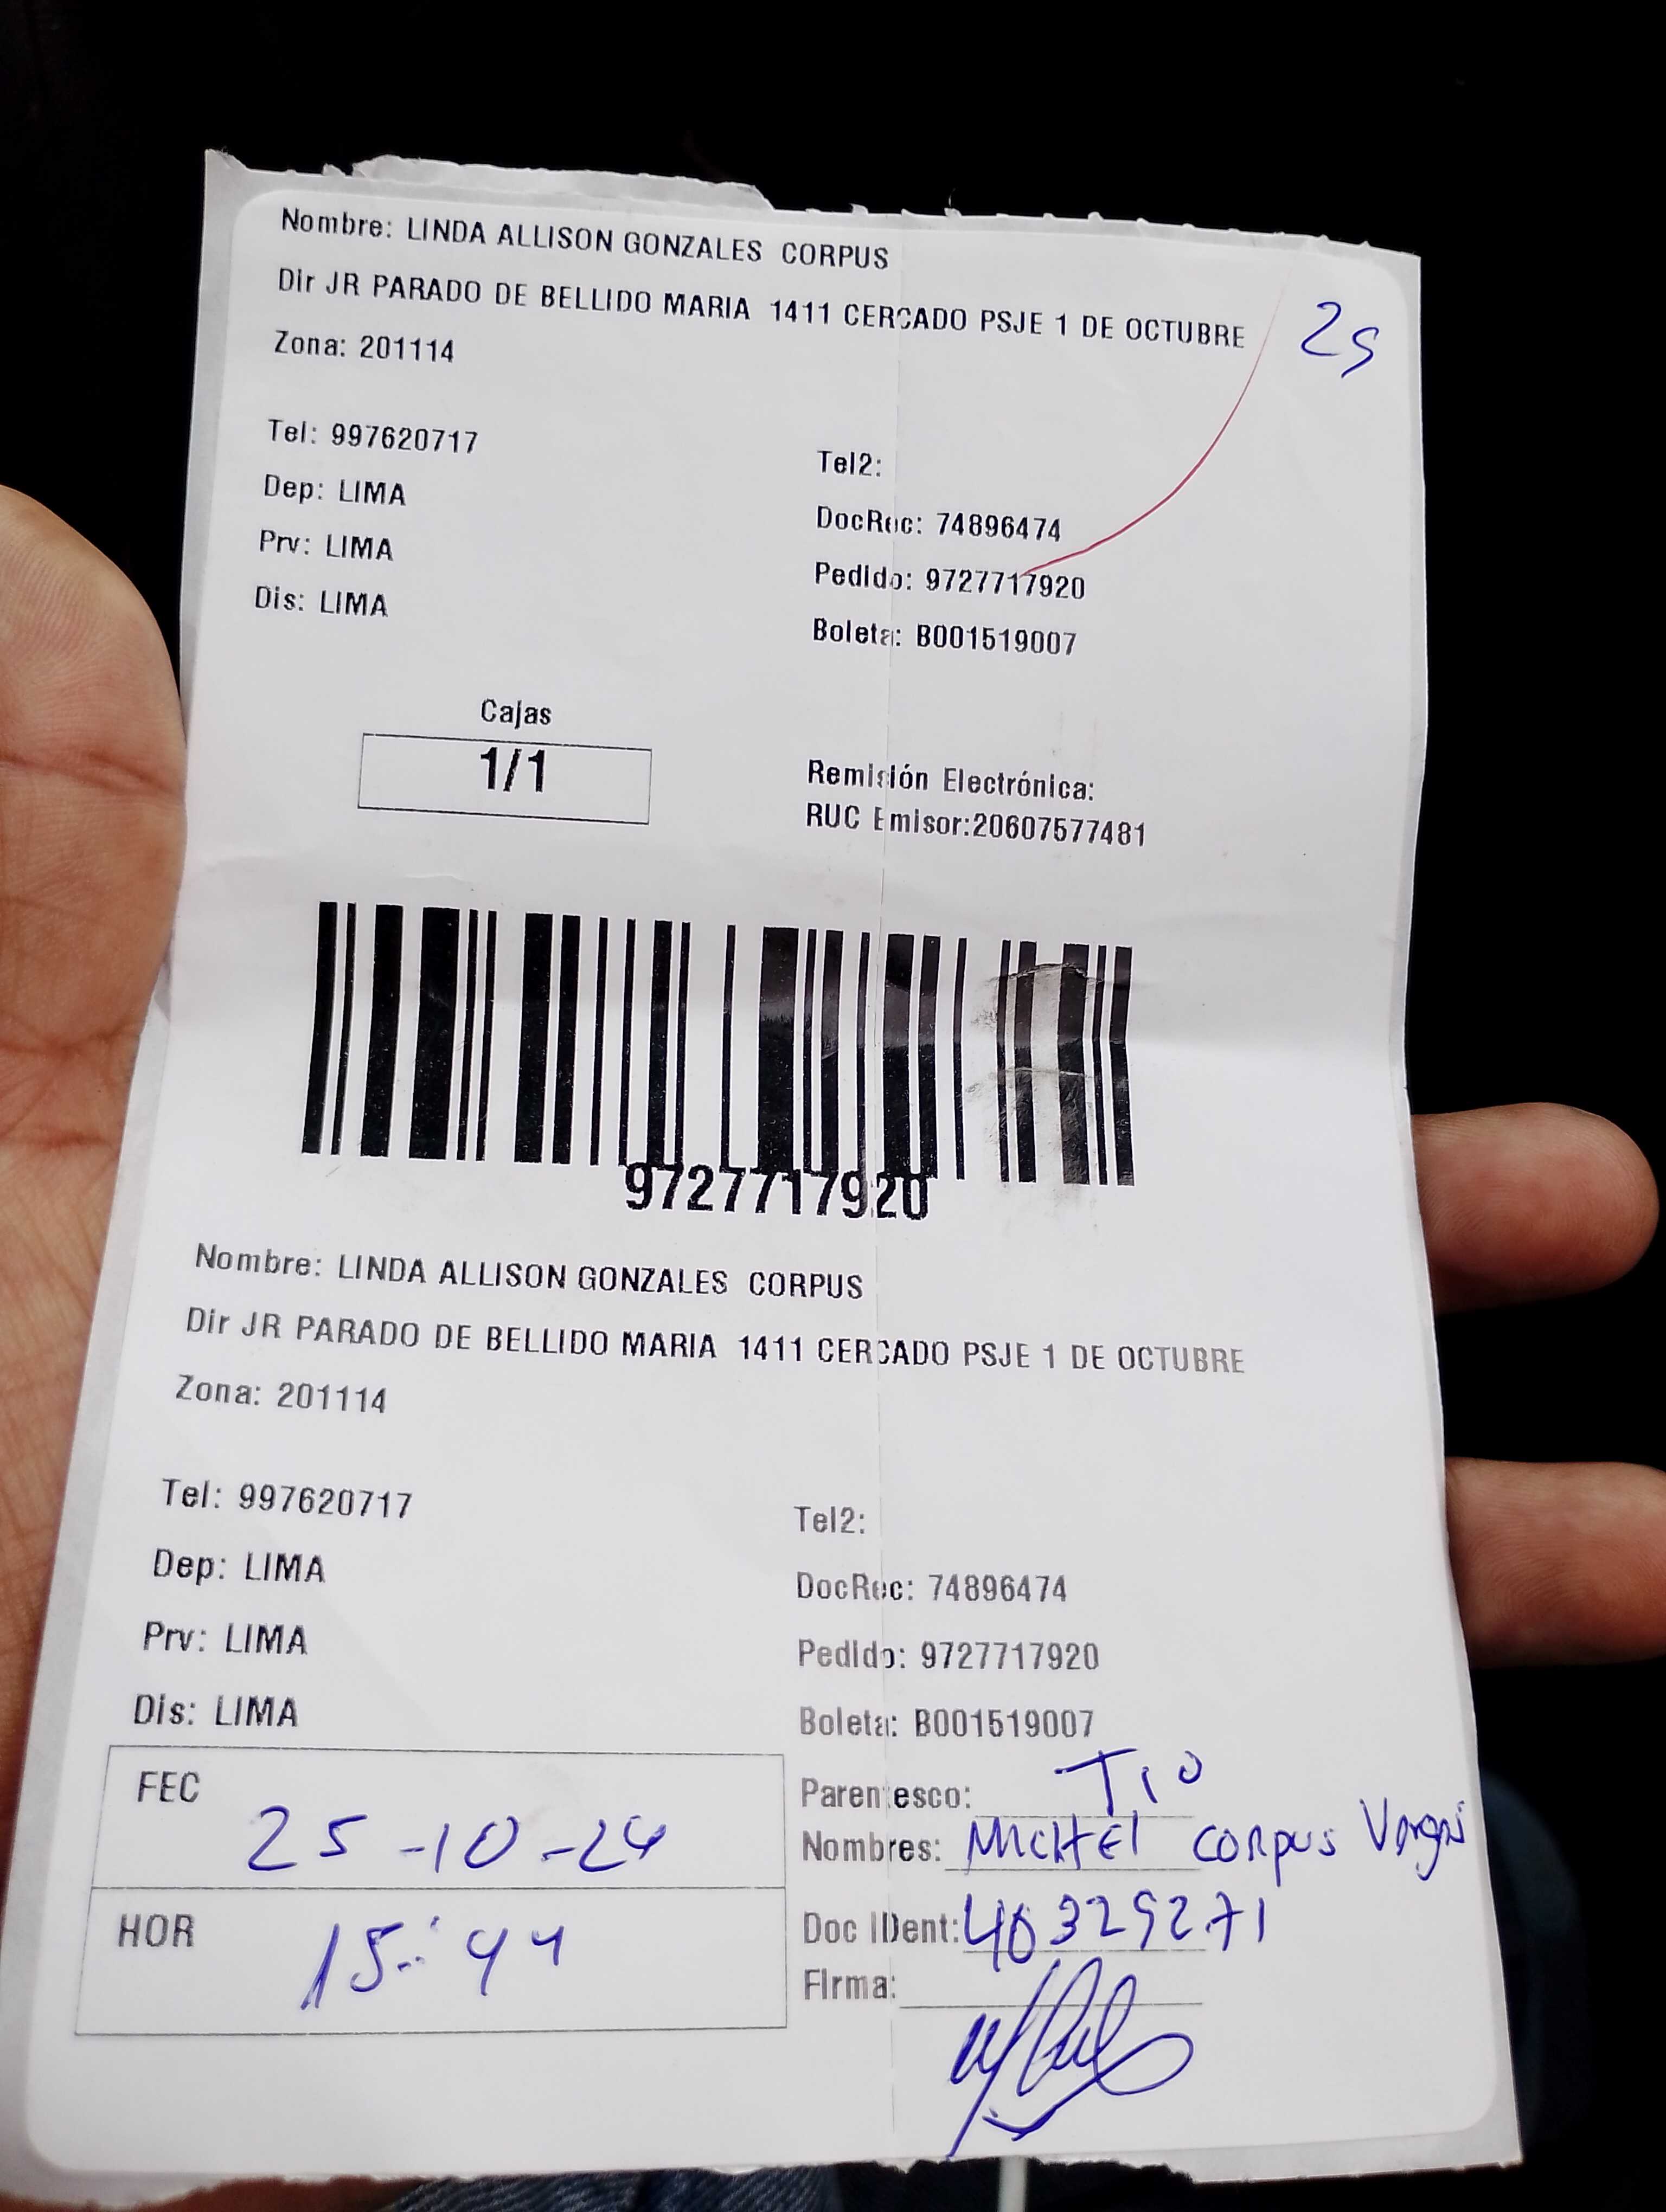 Nombre: LINDA ALLISON GONZALES CORPUS
Dir JR PARADO DE BELLIDO MARIA 1411 CERCADO PSJE 1 DE OCTUBRE
25
Zona: 201114
Tel: 997620717
Tel2:
Dep: LIMA
DocRec: 74896474
Prv: LIMA
Pedido: 9727717920
Dis: LIMA
Boleta: B001519007
Cajas
1/1
Remisión Electrónica:
RUC Emisor:20607577481
9727717920
Nombre: LINDA ALLISON GONZALES CORPUS
Dir JR PARADO DE BELLIDO MARIA 1411 CERCADO PSJE 1 DE OCTUBRE
Zona: 201114
Tel: 997620717
Tel2:
Dep: LIMA
DocRec: 74896474
Prv: LIMA
Pedido: 9727717920
Dis: LIMA
Boleta: B001519007
FEC 25-10-24
HOR 15:44
Parentesco: Tio
Nombres: MICHEl corpus Vargas
Doc IDent: 40329271
Firma: